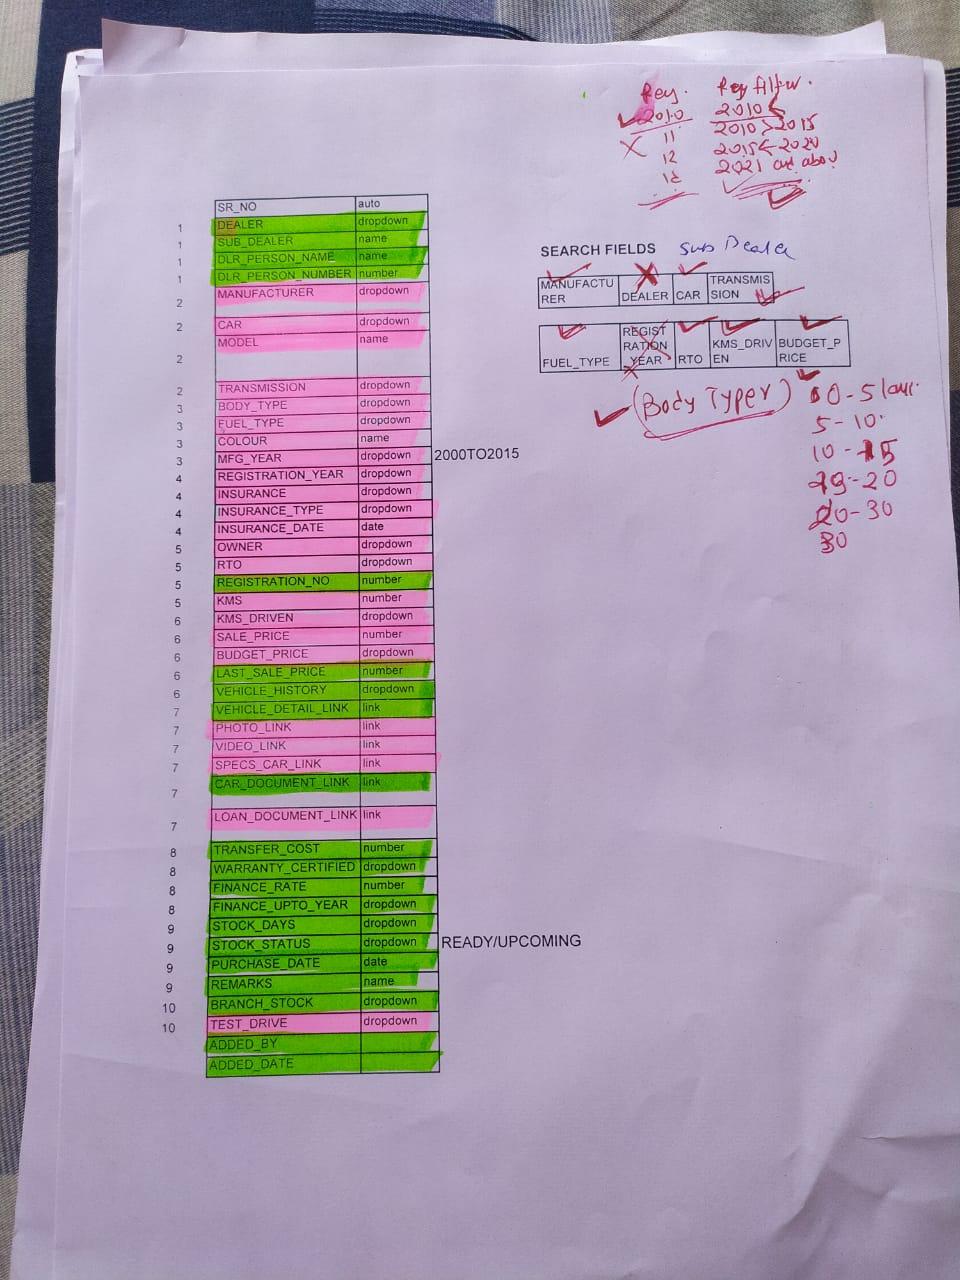 Reg. Reg filter.
2010 2010 <
11 2010 > 2015
12 2015 < 2020
2021 and abov
SEARCH FIELDS Sub Dealer
MANUFACTURER DEALER CAR TRANSMISSION
FUEL_TYPE REGISTRATION_YEAR RTO KMS_DRIVEN BUDGET_PRICE
(Body Typer)
0 - 5 lac
5 - 10
10 - 15
- 20
20 - 30
30
SR_NO auto
1 DEALER dropdown
1 SUB_DEALER name
1 DLR_PERSON_NAME name
1 DLR_PERSON_NUMBER number
2 MANUFACTURER dropdown
2 CAR dropdown
2 MODEL name
2 TRANSMISSION dropdown
3 BODY_TYPE dropdown
3 FUEL_TYPE dropdown
3 COLOUR name
3 MFG_YEAR dropdown 2000TO2015
4 REGISTRATION_YEAR dropdown
4 INSURANCE dropdown
4 INSURANCE_TYPE dropdown
4 INSURANCE_DATE date
5 OWNER dropdown
5 RTO dropdown
5 REGISTRATION_NO number
5 KMS number
6 KMS_DRIVEN dropdown
6 SALE_PRICE number
6 BUDGET_PRICE dropdown
6 LAST_SALE_PRICE number
6 VEHICLE_HISTORY dropdown
7 VEHICLE_DETAIL_LINK link
7 PHOTO_LINK link
7 VIDEO_LINK link
7 SPECS_CAR_LINK link
7 CAR_DOCUMENT_LINK link
7 LOAN_DOCUMENT_LINK link
8 TRANSFER_COST number
8 WARRANTY_CERTIFIED dropdown
8 FINANCE_RATE number
8 FINANCE_UPTO_YEAR dropdown
9 STOCK_DAYS dropdown
9 STOCK_STATUS dropdown READY/UPCOMING
9 PURCHASE_DATE date
9 REMARKS name
10 BRANCH_STOCK dropdown
10 TEST_DRIVE dropdown
ADDED_BY
ADDED_DATE